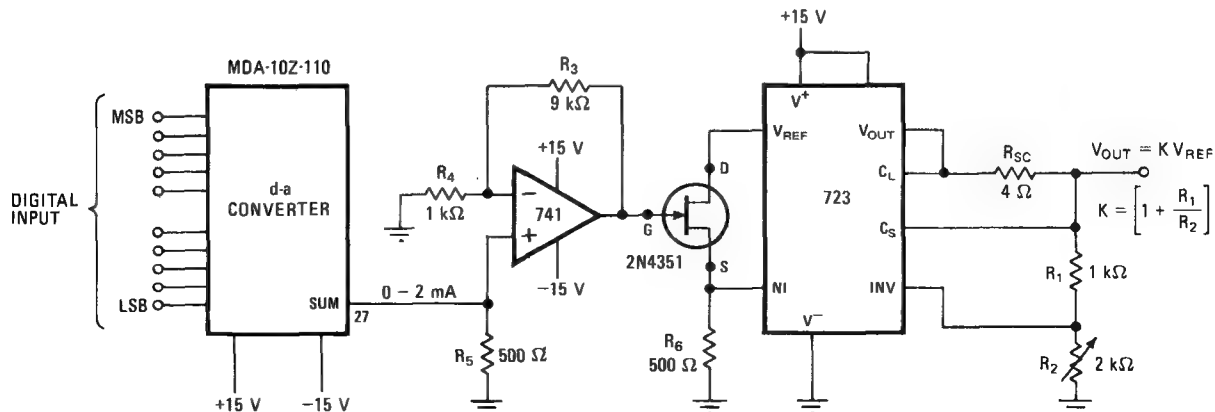 MDA-10Z-110
DIGITAL
INPUT
MSB
LSB
d-a
CONVERTER
SUM
27
+15 V
−15 V
0 – 2 mA
R5
500 Ω
R4
1 kΩ
R3
9 kΩ
+15 V
−
741
+
−15 V
G
D
S
2N4351
R6
500 Ω
+15 V
V+
VREF
VOUT
CL
723
CS
NI
INV
V−
RSC
4 Ω
R1
1 kΩ
R2
2 kΩ
VOUT = K VREF
K = [1 + R1/R2]